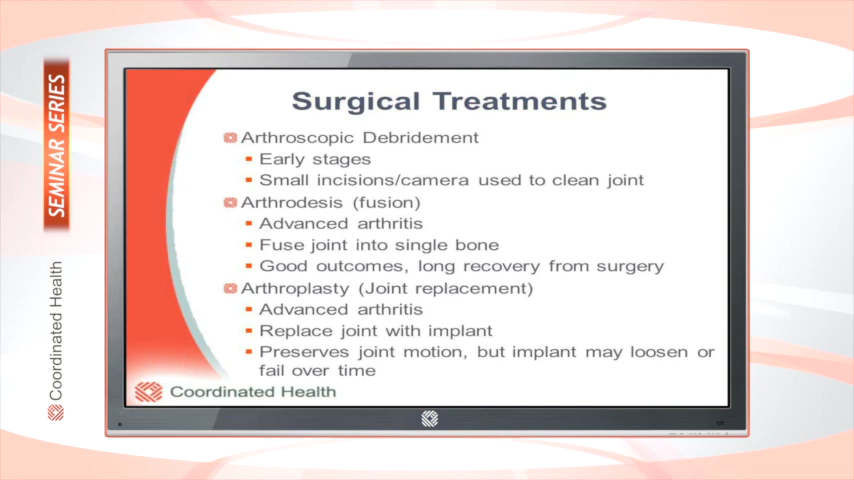 SEMINAR SERIES
Coordinated Health
Surgical Treatments
Arthroscopic Debridement
Early stages
Small incisions/camera used to clean joint
Arthrodesis (fusion)
Advanced arthritis
Fuse joint into single bone
Good outcomes, long recovery from surgery
Arthroplasty (Joint replacement)
Advanced arthritis
Replace joint with implant
Preserves joint motion, but implant may loosen or
fail over time
Coordinated Health